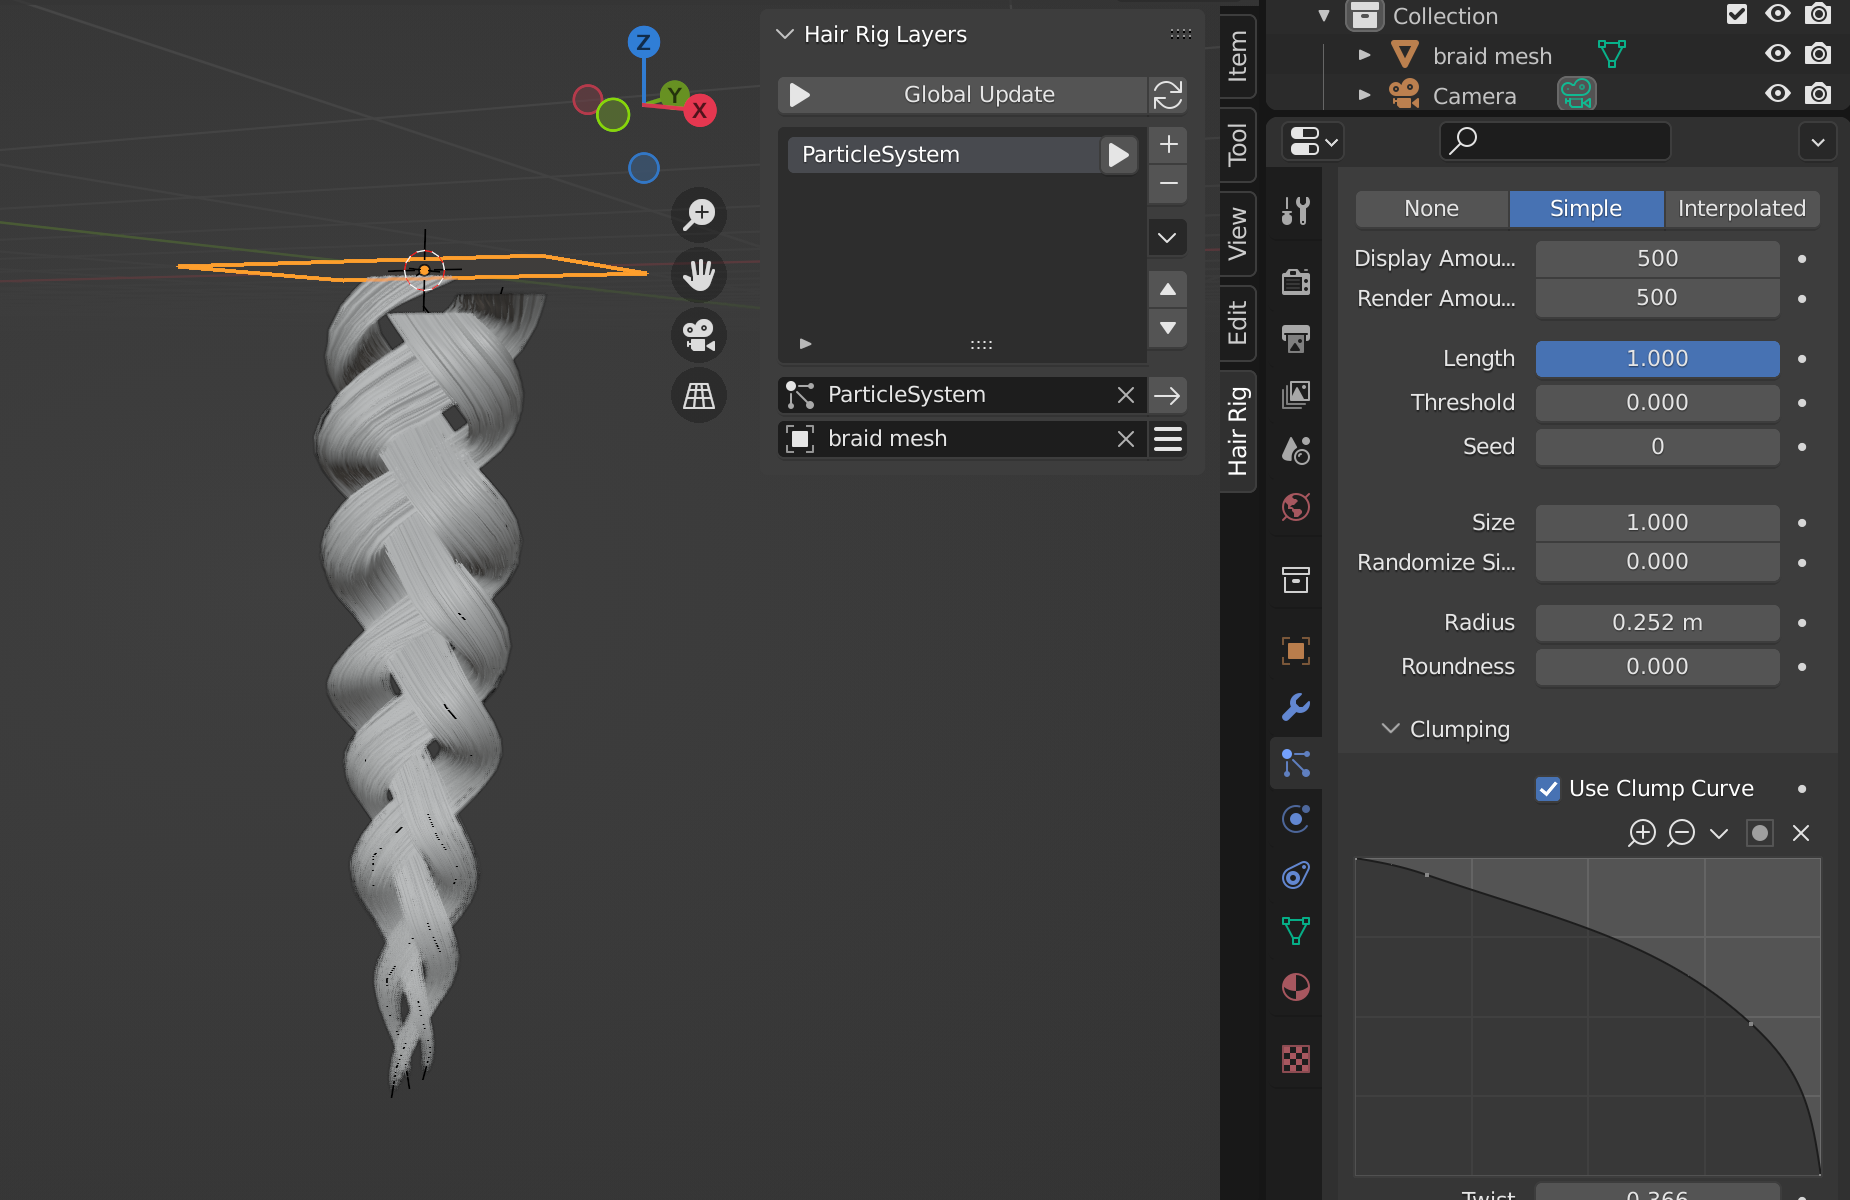 Hair Rig Layers
Global Update
ParticleSystem
ParticleSystem
braid mesh
Z
Y
X
Item
Tool
View
Edit
Hair Rig
Collection
braid mesh
Camera
None Simple Interpolated
Display Amou... 500
Render Amou... 500
Length 1.000
Threshold 0.000
Seed 0
Size 1.000
Randomize Si... 0.000
Radius 0.252 m
Roundness 0.000
Clumping
Use Clump Curve
Twist 0.366